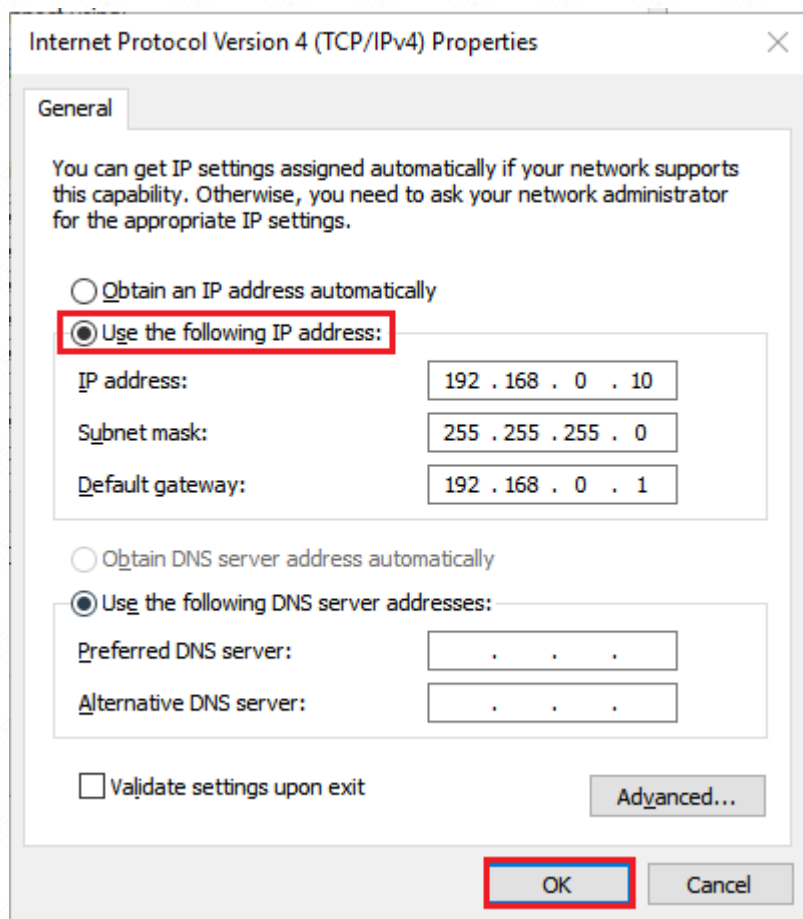 Internet Protocol Version 4 (TCP/IPv4) Properties
General
You can get IP settings assigned automatically if your network supports
this capability. Otherwise, you need to ask your network administrator
for the appropriate IP settings.
Obtain an IP address automatically
Use the following IP address:
IP address: 192 . 168 . 0 . 10
Subnet mask: 255 . 255 . 255 . 0
Default gateway: 192 . 168 . 0 . 1
Obtain DNS server address automatically
Use the following DNS server addresses:
Preferred DNS server: . . .
Alternative DNS server: . . .
Validate settings upon exit
Advanced...
OK Cancel